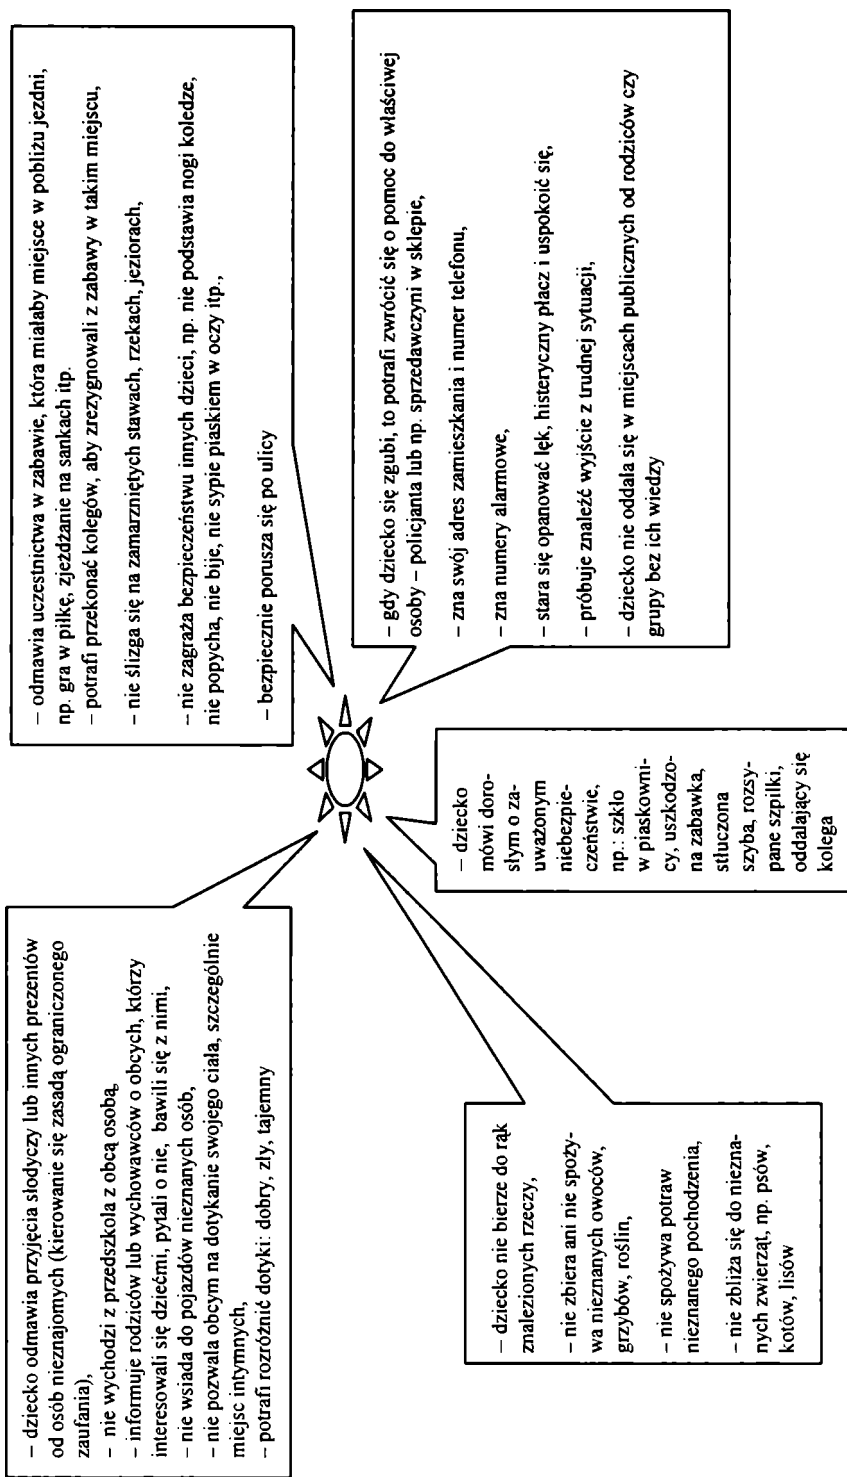 – dziecko odmawia przyjęcia słodyczy lub innych prezentów
od osób nieznajomych (kierowanie się zasadą ograniczonego
zaufania),
– nie wychodzi z przedszkola z obcą osobą,
– informuje rodziców lub wychowawców o obcych, którzy
interesowali się dziećmi, pytali o nie, bawili się z nimi,
– nie wsiada do pojazdów nieznanych osób,
– nie pozwala obcym na dotykanie swojego ciała, szczególnie
miejsc intymnych,
– potrafi rozróżnić dotyki: dobry, zły, tajemny
– odmawia uczestnictwa w zabawie, która miałaby miejsce w pobliżu jezdni,
np. gra w piłkę, zjeżdżanie na sankach itp.
– potrafi przekonać kolegów, aby zrezygnowali z zabawy w takim miejscu,
– nie ślizga się na zamarzniętych stawach, rzekach, jeziorach,
– nie zagraża bezpieczeństwu innych dzieci, np. nie podstawia nogi koledze,
nie popycha, nie bije, nie sypie piaskiem w oczy itp.,
– bezpiecznie porusza się po ulicy
– dziecko nie bierze do rąk
znalezionych rzeczy,
– nie zbiera ani nie spoży-
wa nieznanych owoców,
grzybów, roślin,
– nie spożywa potraw
nieznanego pochodzenia,
– nie zbliża się do niezna-
nych zwierząt, np. psów,
kotów, lisów
– dziecko
mówi doro-
słym o za-
uważonym
niebezpie-
czeństwie,
np.: szkło
w piaskowni-
cy, uszkodzo-
na zabawka,
stłuczona
szyba, rozsy-
pane szpilki,
oddalający się
kolega
– gdy dziecko się zgubi, to potrafi zwrócić się o pomoc do właściwej
osoby – policjanta lub np. sprzedawczyni w sklepie,
– zna swój adres zamieszkania i numer telefonu,
– zna numery alarmowe,
– stara się opanować lęk, histeryczny płacz i uspokoić się,
– próbuje znaleźć wyjście z trudnej sytuacji,
– dziecko nie oddala się w miejscach publicznych od rodziców czy
grupy bez ich wiedzy